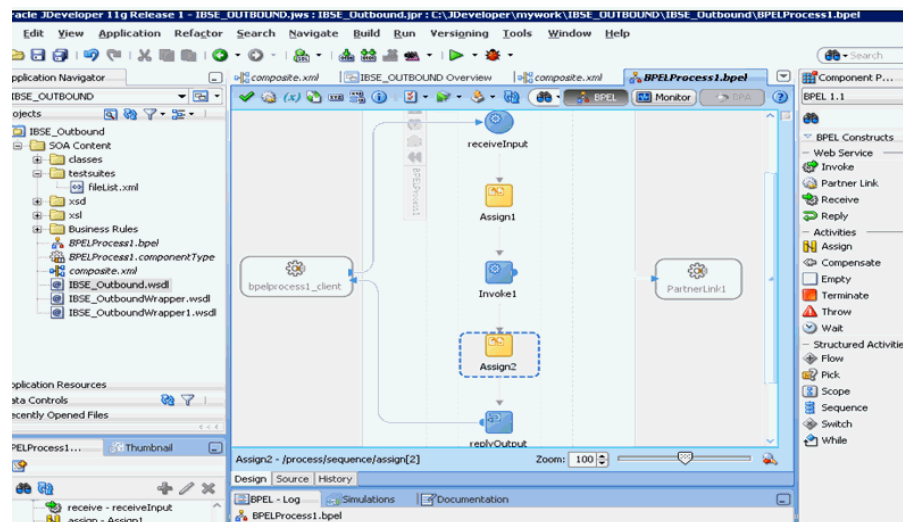 racle JDeveloper 11g Release 1 - IBSE_OUTBOUND.jws : IBSE_Outbound.jpr : C:\JDeveloper\mywork\IBSE_OUTBOUND\IBSE_Outbound\BPELProcess1.bpel
Edit View Application Refactor Search Navigate Build Run Versioning Tools Window Help
Search
pplication Navigator
composite.xml
IBSE_OUTBOUND Overview
composite.xml
BPELProcess1.bpel
Component P...
IBSE_OUTBOUND
BPEL
Monitor
BPA
BPEL 1.1
ojects
IBSE_Outbound
SOA Content
classes
testsuites
fileList.xml
xsd
xsl
Business Rules
BPELProcess1.bpel
BPELProcess1.componentType
composite.xml
IBSE_Outbound.wsdl
IBSE_OutboundWrapper.wsdl
IBSE_OutboundWrapper1.wsdl
pplication Resources
ata Controls
ecently Opened Files
BPELProcess1
receiveInput
Assign1
bpelprocess1_client
Invoke1
PartnerLink1
Assign2
replyOutput
BPEL Constructs
Web Service
Invoke
Partner Link
Receive
Reply
Activities
Assign
Compensate
Empty
Terminate
Throw
Wait
Structured Activitie
Flow
Pick
Scope
Sequence
Switch
While
PELProcess1...
Thumbnail
Assign2 - /process/sequence/assign[2]
Zoom: 100
Design Source History
BPEL - Log
Simulations
Documentation
BPELProcess1.bpel
receive - receiveInput
assign - Assign1